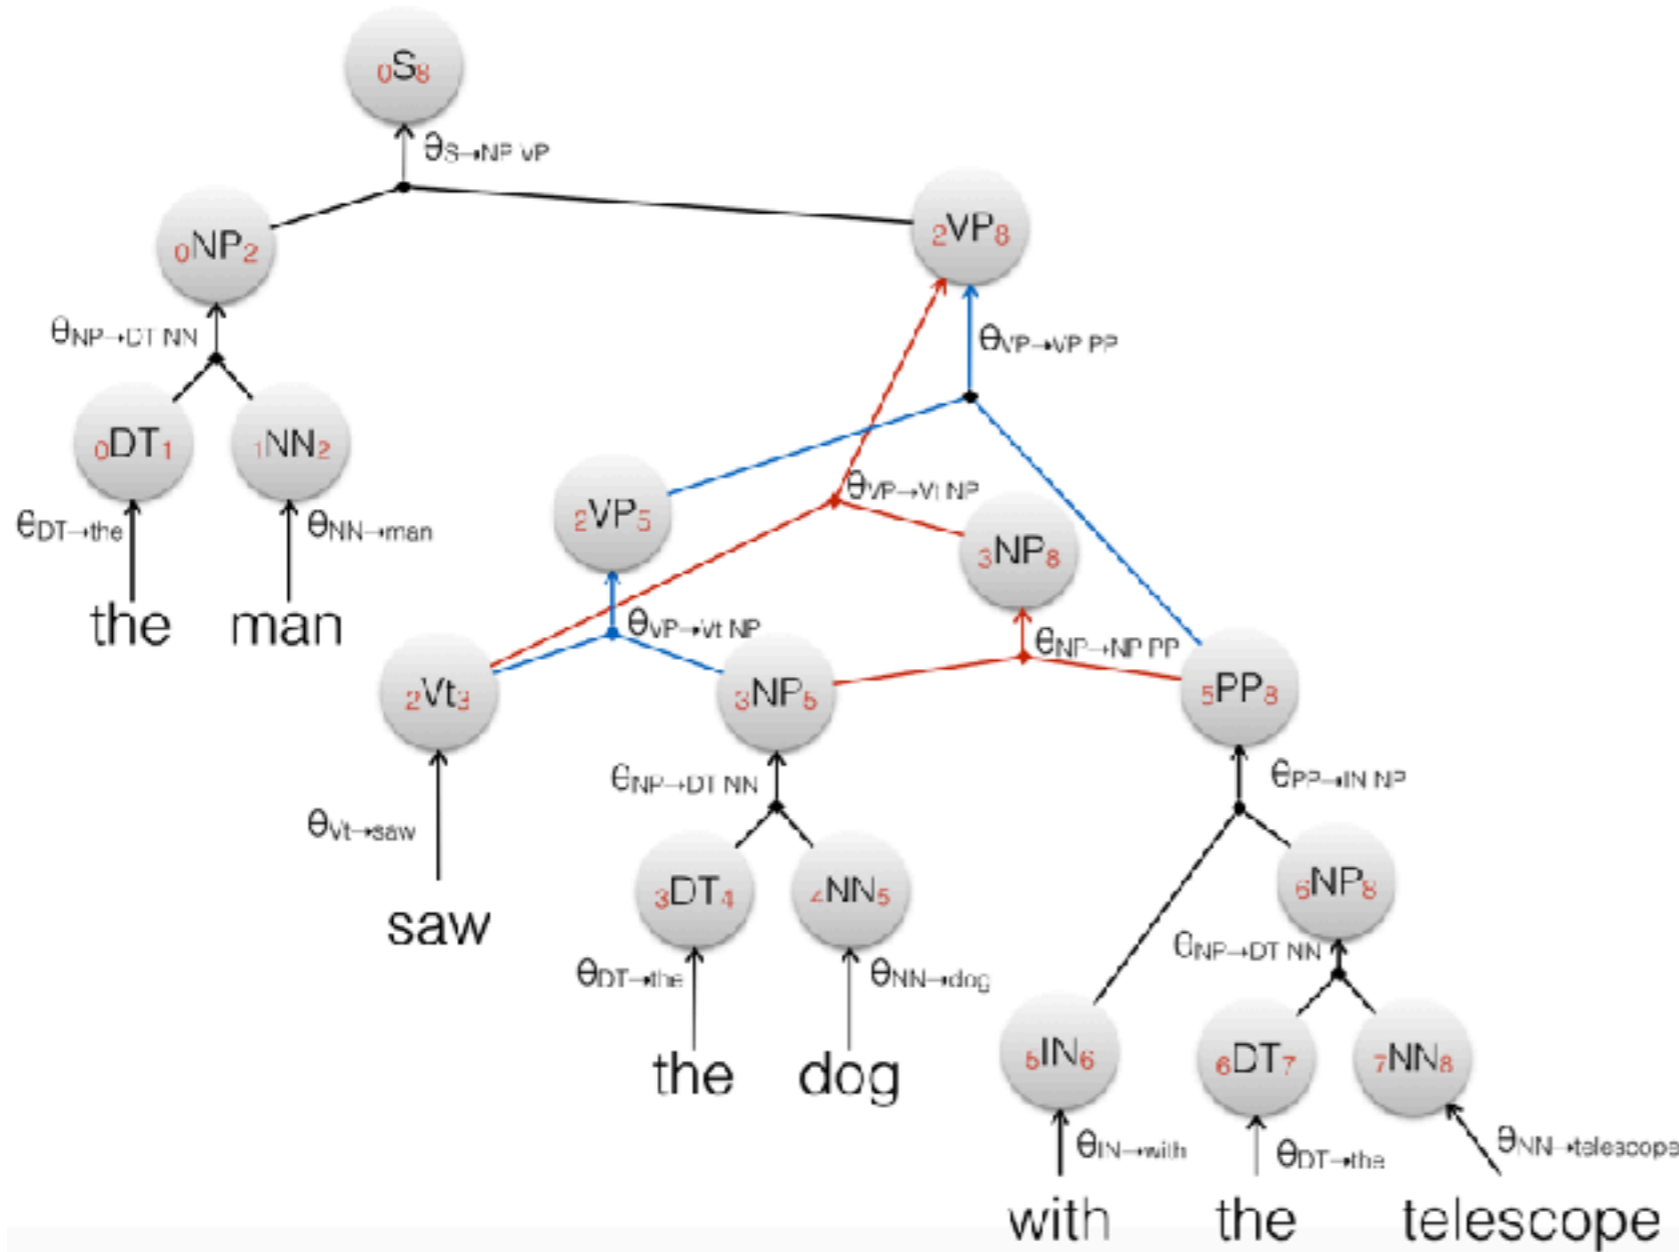 0S8
θS→NP VP
0NP2
2VP8
θNP→DT NN
θVP→VP PP
0DT1
1NN2
2VP5
θVP→Vt NP
3NP8
θDT→the
θNN→man
the man
θVP→Vt NP
θNP→NP PP
2Vt3
3NP5
5PP8
θNP→DT NN
θPP→IN NP
θVt→saw
3DT4
4NN5
6NP8
saw
θNP→DT NN
θDT→the
θNN→dog
5IN6
6DT7
7NN8
the dog
θIN→with
θDT→the
θNN→telescope
with the telescope